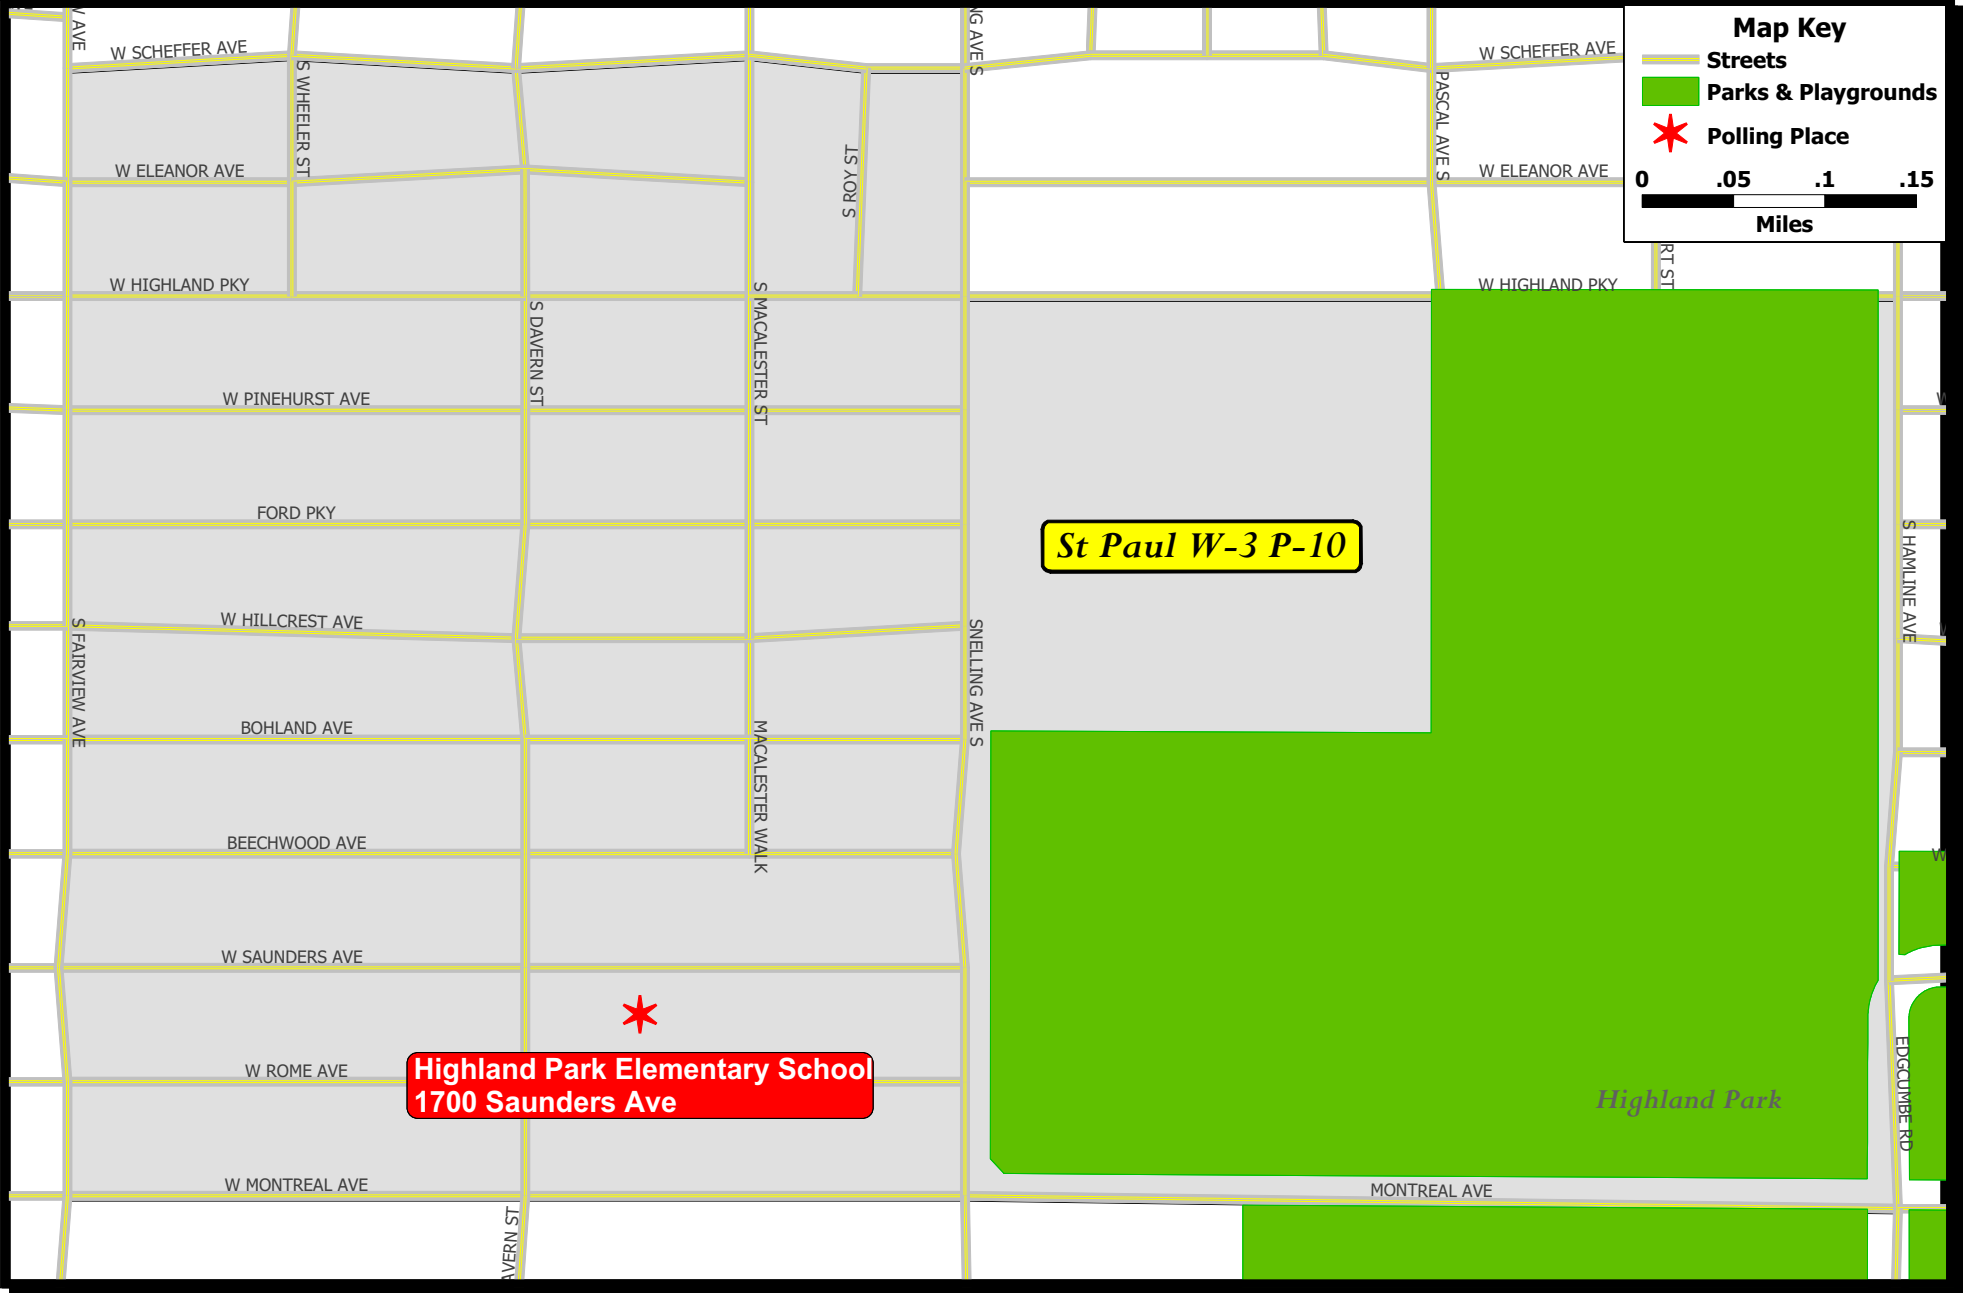 Map Key
Streets
Parks & Playgrounds
Polling Place
0 .05 .1 .15
Miles
W SCHEFFER AVE
W SCHEFFER AVE
S WHEELER ST
PASCAL AVE S
S ROY ST
W ELEANOR AVE
W ELEANOR AVE
W HIGHLAND PKY
W HIGHLAND PKY
S DAVERN ST
S MACALESTER ST
W PINEHURST AVE
FORD PKY
St Paul W-3 P-10
S HAMLINE AVE
W HILLCREST AVE
S FAIRVIEW AVE
SNELLING AVE S
BOHLAND AVE
MACALESTER WALK
BEECHWOOD AVE
W SAUNDERS AVE
Highland Park Elementary School
1700 Saunders Ave
W ROME AVE
Highland Park
EDGCUMBE RD
W MONTREAL AVE
MONTREAL AVE